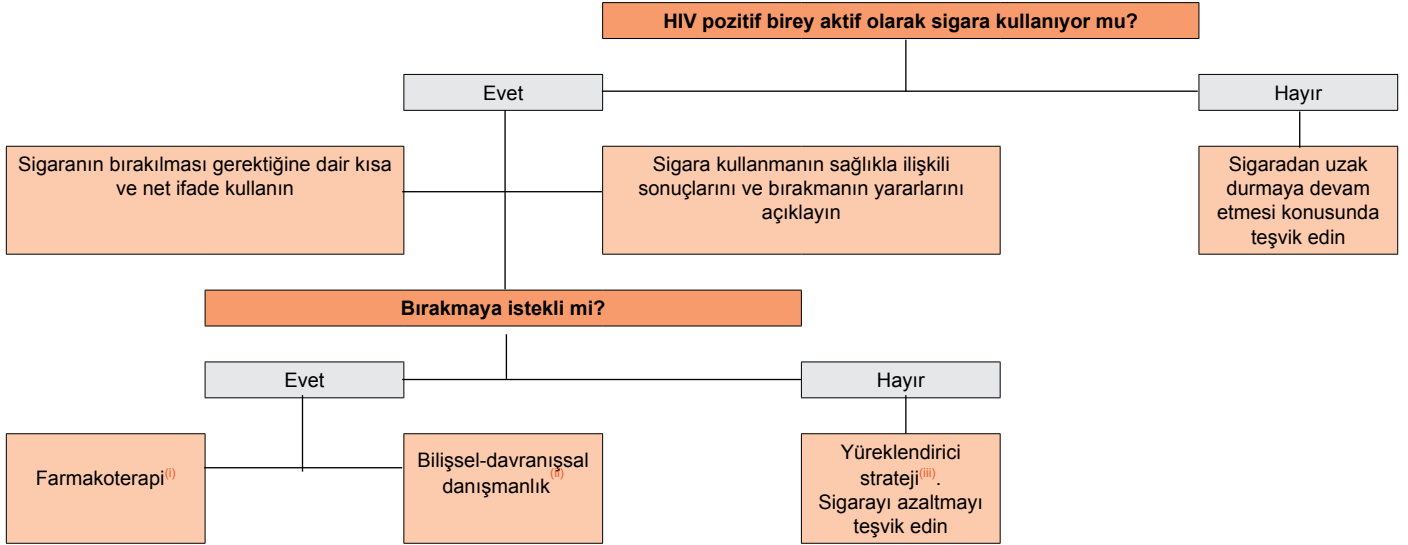 HIV pozitif birey aktif olarak sigara kullanıyor mu?
Evet
Hayır
Sigaranın bırakılması gerektiğine dair kısa
ve net ifade kullanın
Sigara kullanmanın sağlıkla ilişkili
sonuçlarını ve bırakmanın yararlarını
açıklayın
Sigaradan uzak
durmaya devam
etmesi konusunda
teşvik edin
Bırakmaya istekli mi?
Evet
Hayır
Farmakoterapi(i)
Bilişsel-davranışsal
danışmanlık(ii)
Yüreklendirici
strateji(iii).
Sigarayı azaltmayı
teşvik edin